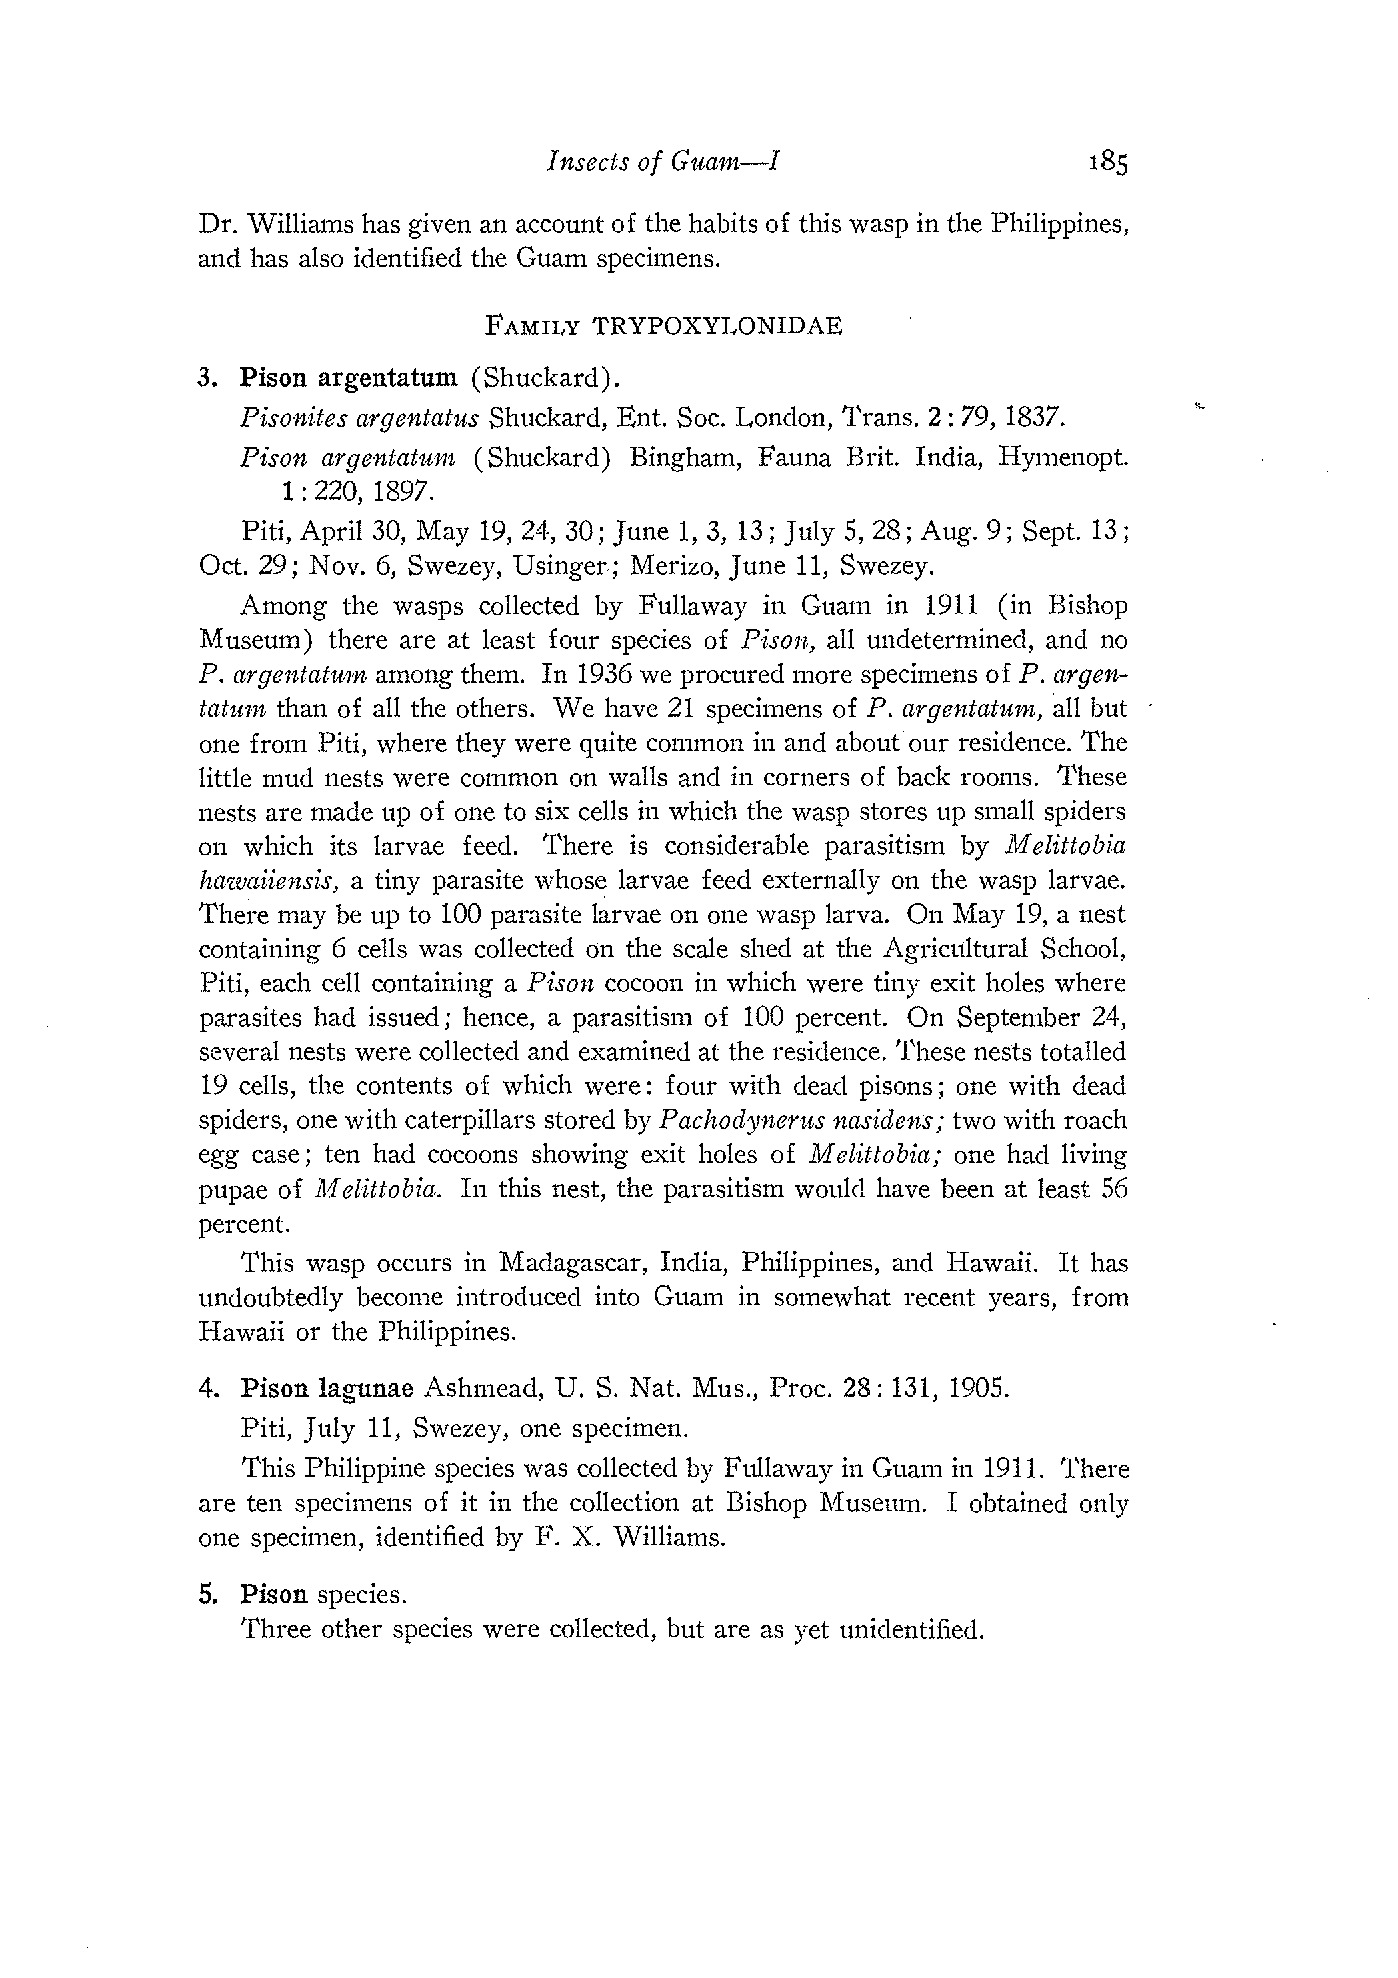 Insects of Guam—I 185
Dr. Williams has given an account of the habits of this wasp in the Philippines,
and has also identified the Guam specimens.
FAMILY TRYPOXYLONIDAE
3. Pison argentatum (Shuckard).
Pisonites argentatus Shuckard, Ent. Soc. London, Trans. 2 : 79, 1837.
Pison argentatum (Shuckard) Bingham, Fauna Brit. India, Hymenopt.
1 : 220, 1897.
Piti, April 30, May 19, 24, 30; June 1, 3, 13; July 5, 28; Aug. 9; Sept. 13;
Oct. 29; Nov. 6, Swezey, Usinger; Merizo, June 11, Swezey.
Among the wasps collected by Fullaway in Guam in 1911 (in Bishop
Museum) there are at least four species of Pison, all undetermined, and no
P. argentatum among them. In 1936 we procured more specimens of P. argen-
tatum than of all the others. We have 21 specimens of P. argentatum, all but
one from Piti, where they were quite common in and about our residence. The
little mud nests were common on walls and in corners of back rooms. These
nests are made up of one to six cells in which the wasp stores up small spiders
on which its larvae feed. There is considerable parasitism by Melittobia
hawaiiensis, a tiny parasite whose larvae feed externally on the wasp larvae.
There may be up to 100 parasite larvae on one wasp larva. On May 19, a nest
containing 6 cells was collected on the scale shed at the Agricultural School,
Piti, each cell containing a Pison cocoon in which were tiny exit holes where
parasites had issued; hence, a parasitism of 100 percent. On September 24,
several nests were collected and examined at the residence. These nests totalled
19 cells, the contents of which were: four with dead pisons; one with dead
spiders, one with caterpillars stored by Pachodynerus nasidens; two with roach
egg case; ten had cocoons showing exit holes of Melittobia; one had living
pupae of Melittobia. In this nest, the parasitism would have been at least 56
percent.
This wasp occurs in Madagascar, India, Philippines, and Hawaii. It has
undoubtedly become introduced into Guam in somewhat recent years, from
Hawaii or the Philippines.
4. Pison lagunae Ashmead, U. S. Nat. Mus., Proc. 28 : 131, 1905.
Piti, July 11, Swezey, one specimen.
This Philippine species was collected by Fullaway in Guam in 1911. There
are ten specimens of it in the collection at Bishop Museum. I obtained only
one specimen, identified by F. X. Williams.
5. Pison species.
Three other species were collected, but are as yet unidentified.